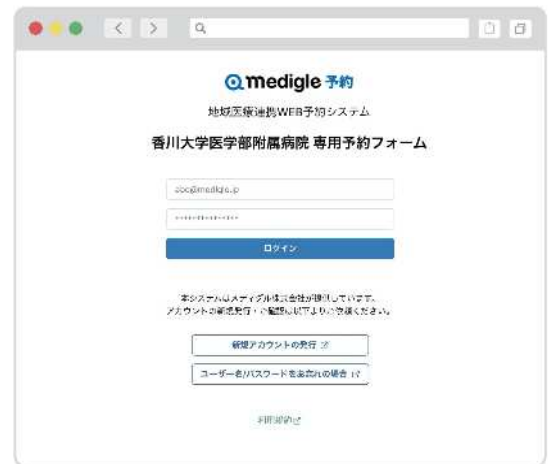 medigle 予約
地域医療連携WEB予約システム
香川大学医学部附属病院 専用予約フォーム
abc@medigle.jp
**************
ログイン
本システムはメディグル株式会社が提供しています。
アカウントの新規発行・ご確認は以下よりご依頼ください。
新規アカウントの発行
ユーザー名/パスワードをお忘れの場合
利用規約